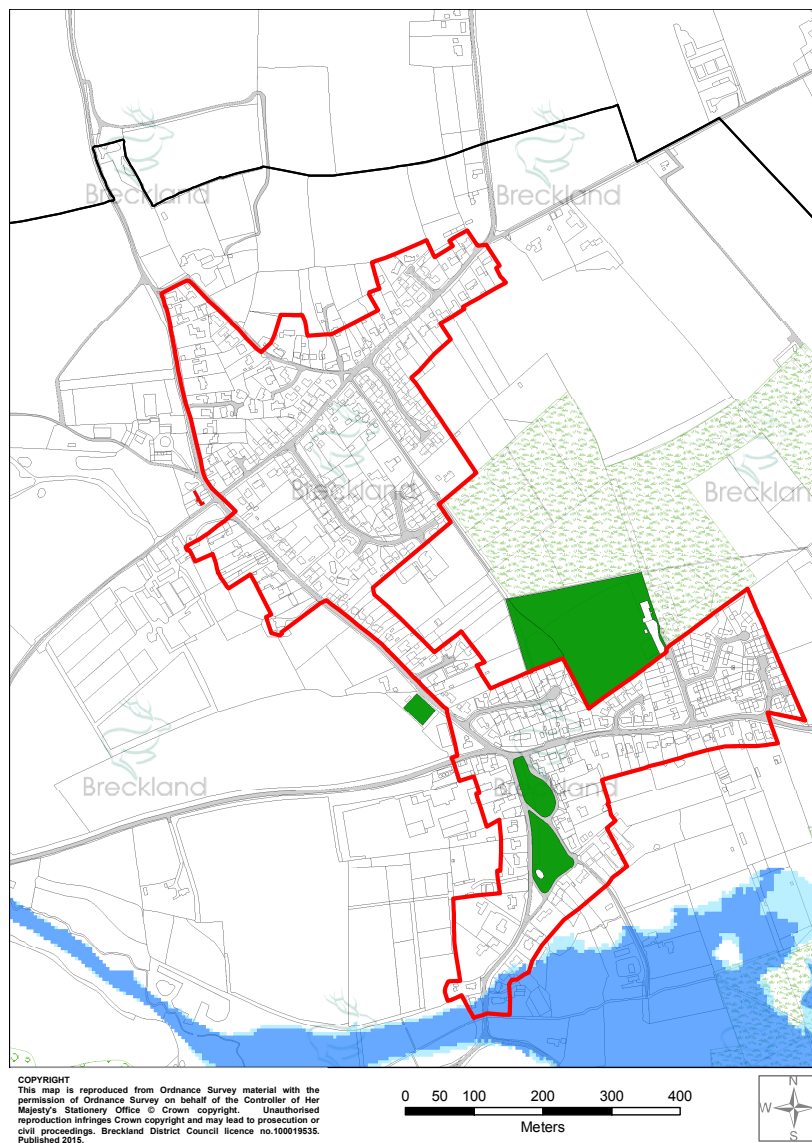 Breckland
Breckland
Breckland
Breckland
Breckland
Breckland
COPYRIGHT
This map is reproduced from Ordnance Survey material with the
permission of Ordnance Survey on behalf of the Controller of Her
Majesty's Stationery Office © Crown copyright. Unauthorised
reproduction infringes Crown copyright and may lead to prosecution or
civil proceedings. Breckland District Council licence no.100019535.
Published 2015.
0 50 100 200 300 400
Meters
N
W E
S